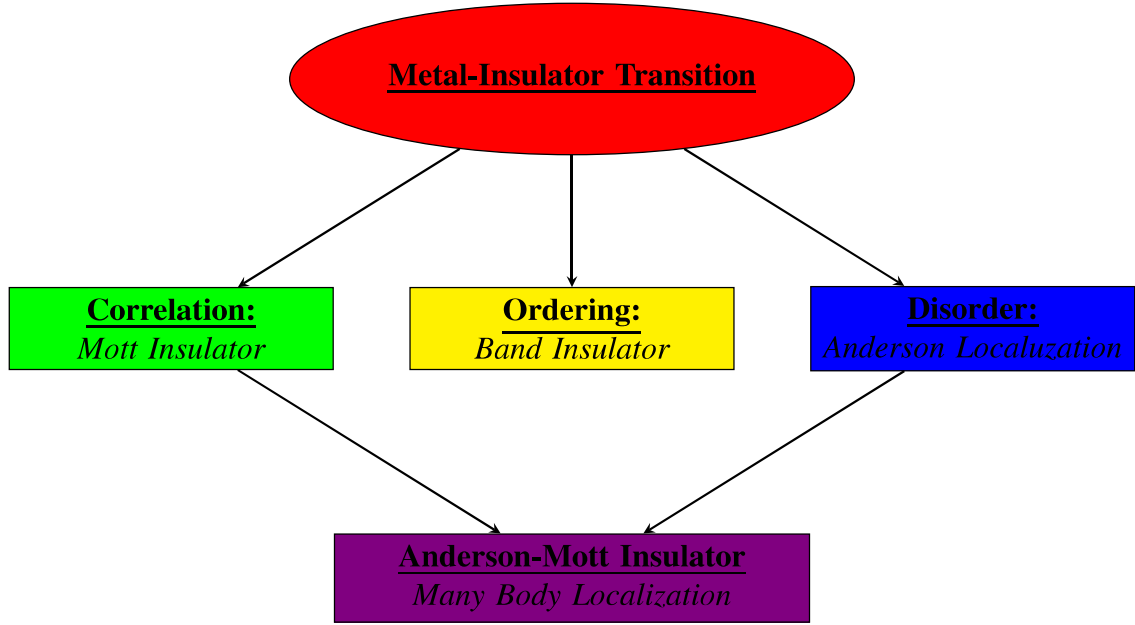 Metal-Insulator Transition
Correlation:
Mott Insulator
Ordering:
Band Insulator
Disorder:
Anderson Localuzation
Anderson-Mott Insulator
Many Body Localization